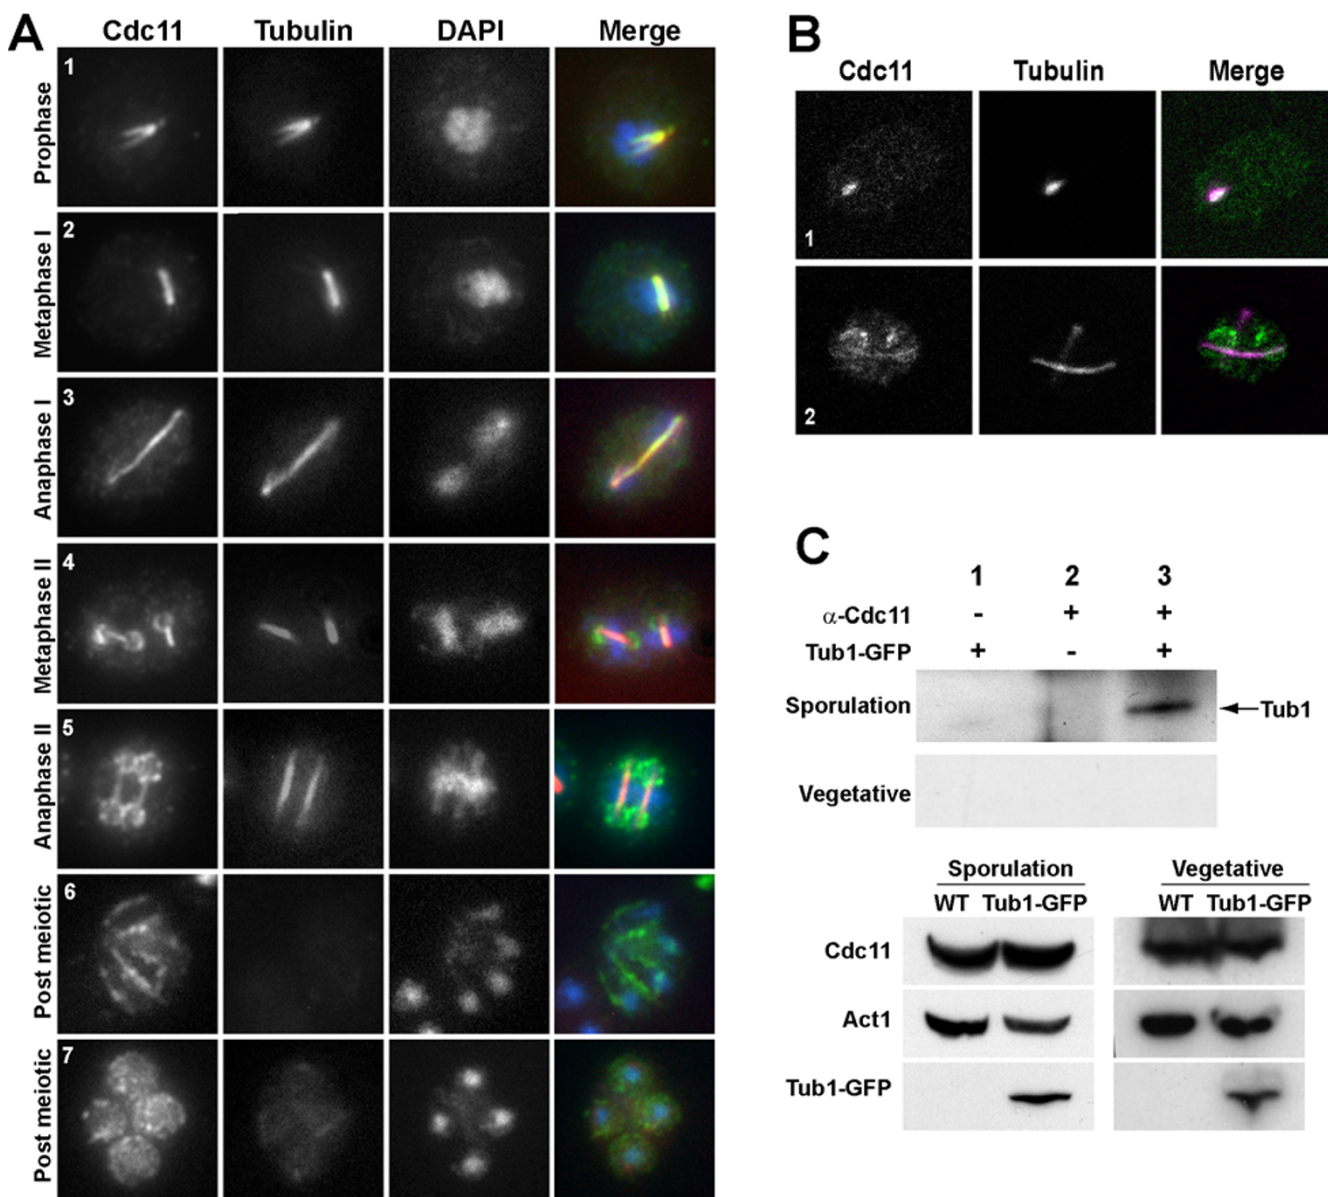 A
Cdc11 Tubulin DAPI Merge
1
Prophase
2
Metaphase I
3
Anaphase I
4
Metaphase II
5
Anaphase II
6
Post meiotic
7
Post meiotic
B
Cdc11 Tubulin Merge
1
2
C
1 2 3
α-Cdc11 - + +
Tub1-GFP + - +
Sporulation
Tub1
Vegetative
Sporulation Vegetative
WT Tub1-GFP WT Tub1-GFP
Cdc11
Act1
Tub1-GFP